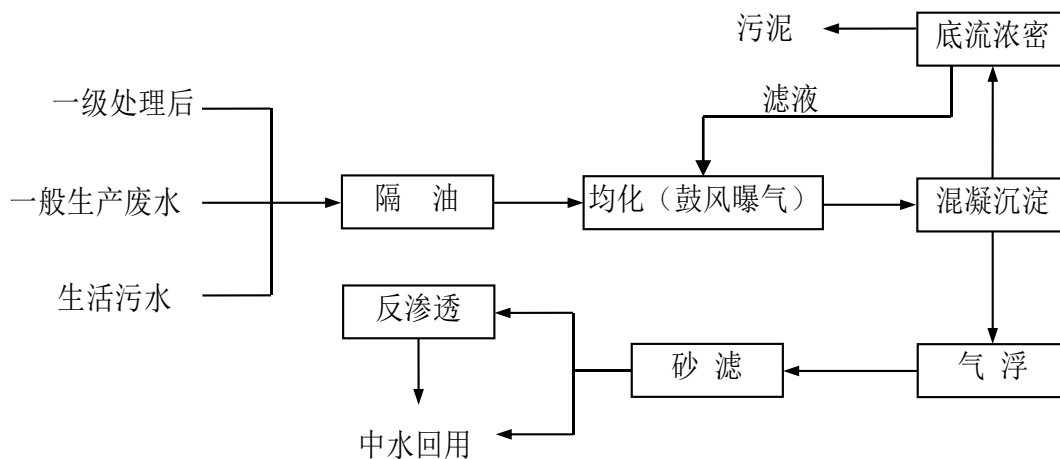 污泥
底流浓密
一级处理后
滤液
一般生产废水
隔 油
均化（鼓风曝气）
混凝沉淀
生活污水
反渗透
砂 滤
气 浮
中水回用